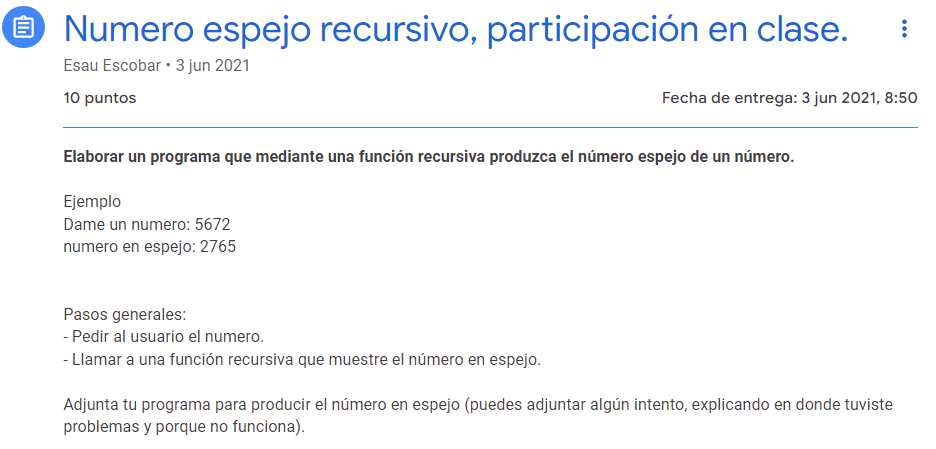 Numero espejo recursivo, participación en clase.
Esau Escobar • 3 jun 2021
10 puntos
Fecha de entrega: 3 jun 2021, 8:50
Elaborar un programa que mediante una función recursiva produzca el número espejo de un número.
Ejemplo
Dame un numero: 5672
numero en espejo: 2765
Pasos generales:
- Pedir al usuario el numero.
- Llamar a una función recursiva que muestre el número en espejo.
Adjunta tu programa para producir el número en espejo (puedes adjuntar algún intento, explicando en donde tuviste
problemas y porque no funciona).